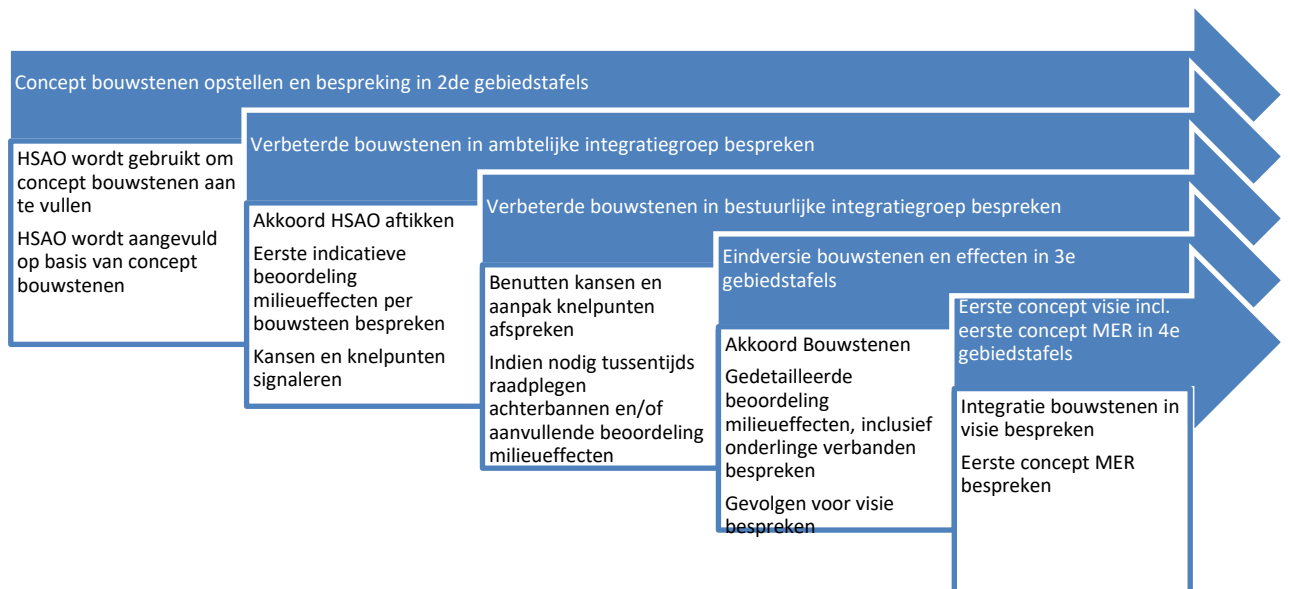 Concept bouwstenen opstellen en bespreking in 2de gebiedstafels
HSAO wordt gebruikt om
concept bouwstenen aan
te vullen
HSAO wordt aangevuld
op basis van concept
bouwstenen
Verbeterde bouwstenen in ambtelijke integratiegroep bespreken
Akkoord HSAO aftikken
Eerste indicatieve
beoordeling
milieueffecten per
bouwsteen bespreken
Kansen en knelpunten
signaleren
Verbeterde bouwstenen in bestuurlijke integratiegroep bespreken
Benutten kansen en
aanpak knelpunten
afspreken
Indien nodig tussentijds
raadplegen
achterbannen en/of
aanvullende beoordeling
milieueffecten
Eindversie bouwstenen en effecten in 3e
gebiedstafels
Akkoord Bouwstenen
Gedetailleerde
beoordeling
milieueffecten, inclusief
onderlinge verbanden
bespreken
Gevolgen voor visie
bespreken
Eerste concept visie incl.
eerste concept MER in 4e
gebiedstafels
Integratie bouwstenen in
visie bespreken
Eerste concept MER
bespreken